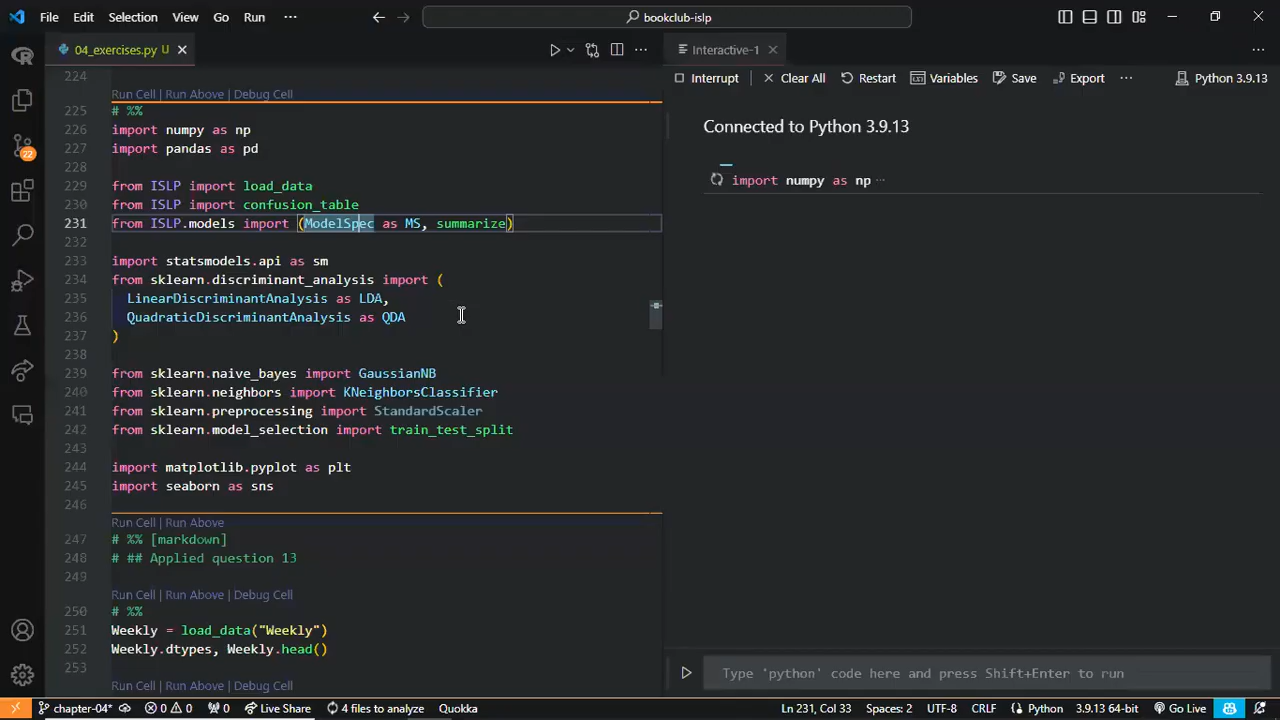 File Edit Selection View Go Run ··· bookclub-islp
04_exercises.py U
Interactive-1
224
Interrupt Clear All Restart Variables Save Export ··· Python 3.9.13
Run Cell | Run Above | Debug Cell
225 # %%
226 import numpy as np
227 import pandas as pd
228
229 from ISLP import load_data
230 from ISLP import confusion_table
231 from ISLP.models import (ModelSpec as MS, summarize)
232
233 import statsmodels.api as sm
234 from sklearn.discriminant_analysis import (
235 LinearDiscriminantAnalysis as LDA,
236 QuadraticDiscriminantAnalysis as QDA
237 )
238
239 from sklearn.naive_bayes import GaussianNB
240 from sklearn.neighbors import KNeighborsClassifier
241 from sklearn.preprocessing import StandardScaler
242 from sklearn.model_selection import train_test_split
243
244 import matplotlib.pyplot as plt
245 import seaborn as sns
246
Run Cell | Run Above
247 # %% [markdown]
248 # ## Applied question 13
249
Run Cell | Run Above | Debug Cell
250 # %%
251 Weekly = load_data("Weekly")
252 Weekly.dtypes, Weekly.head()
253
Run Cell | Run Above | Debug Cell
Connected to Python 3.9.13
import numpy as np ···
Type 'python' code here and press Shift+Enter to run
22
chapter-04* 0 0 0 Live Share 4 files to analyze Quokka Ln 231, Col 33 Spaces: 2 UTF-8 CRLF Python 3.9.13 64-bit Go Live